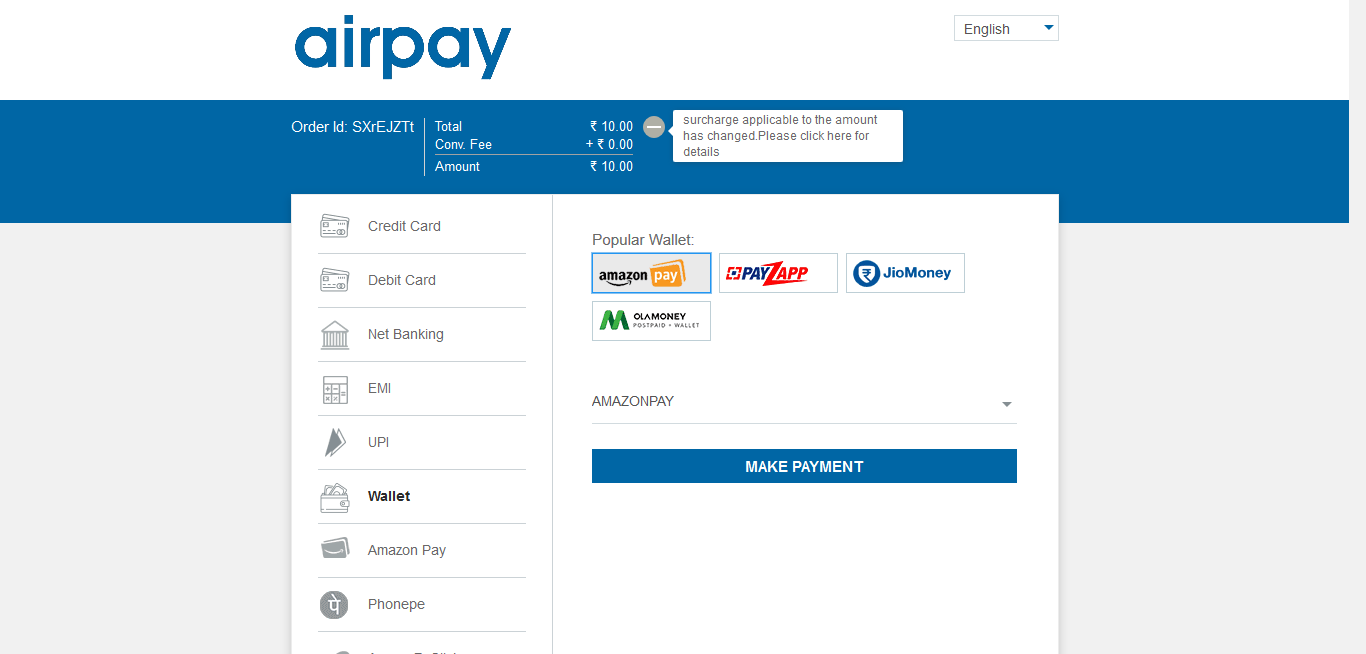 airpay
English
Order Id: SXrEJZTt
Total ₹ 10.00
Conv. Fee + ₹ 0.00
Amount ₹ 10.00
surcharge applicable to the amount
has changed.Please click here for
details
Credit Card
Debit Card
Net Banking
EMI
UPI
Wallet
Amazon Pay
Phonepe
Popular Wallet:
amazon pay
PAYZAPP
JioMoney
OLAMONEY
POSTPAID + WALLET
AMAZONPAY
MAKE PAYMENT